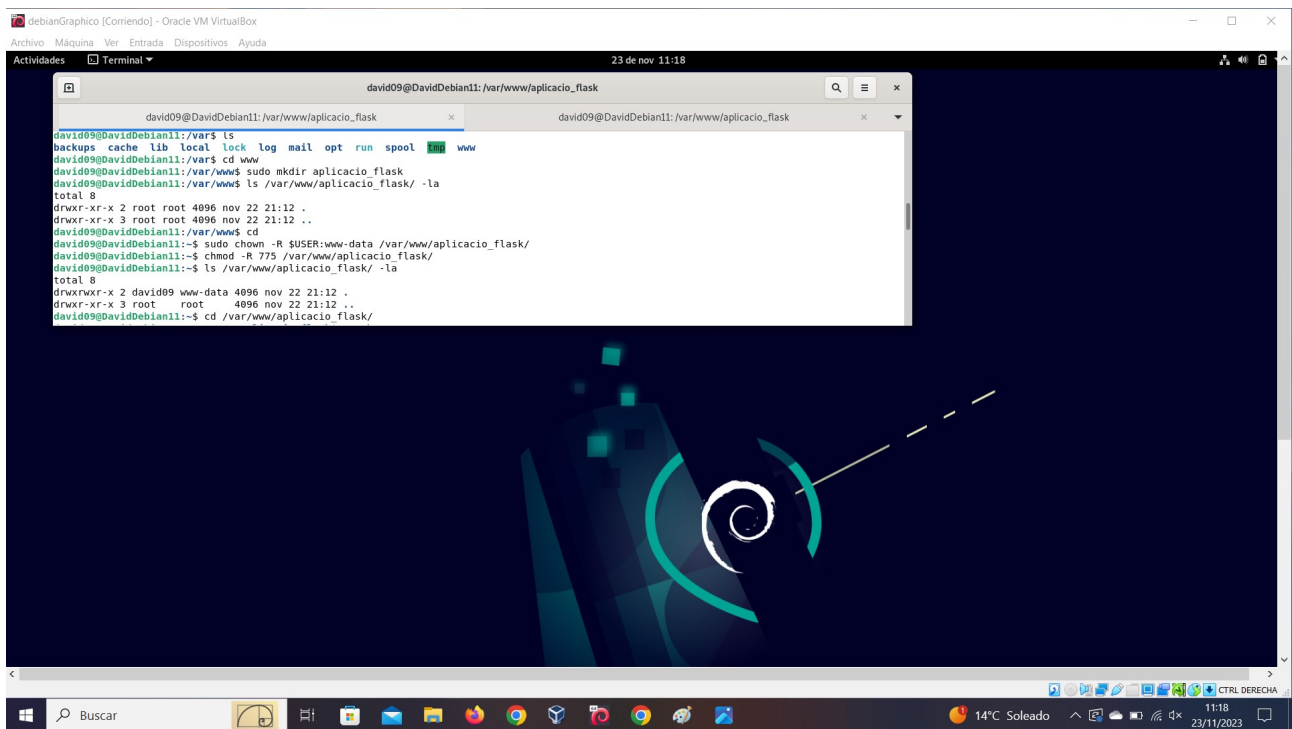 debianGraphico [Corriendo] - Oracle VM VirtualBox
Archivo Máquina Ver Entrada Dispositivos Ayuda
Actividades Terminal 23 de nov 11:18
david09@DavidDebian11: /var/www/aplicacio_flask
david09@DavidDebian11: /var/www/aplicacio_flask david09@DavidDebian11: /var/www/aplicacio_flask
david09@DavidDebian11:/var$ ls
backups cache lib local lock log mail opt run spool tmp www
david09@DavidDebian11:/var$ cd www
david09@DavidDebian11:/var/www$ sudo mkdir aplicacio_flask
david09@DavidDebian11:/var/www$ ls /var/www/aplicacio_flask/ -la
total 8
drwxr-xr-x 2 root root 4096 nov 22 21:12 .
drwxr-xr-x 3 root root 4096 nov 22 21:12 ..
david09@DavidDebian11:/var/www$ cd
david09@DavidDebian11:~$ sudo chown -R $USER:www-data /var/www/aplicacio_flask/
david09@DavidDebian11:~$ chmod -R 775 /var/www/aplicacio_flask/
david09@DavidDebian11:~$ ls /var/www/aplicacio_flask/ -la
total 8
drwxrwxr-x 2 david09 www-data 4096 nov 22 21:12 .
drwxr-xr-x 3 root root 4096 nov 22 21:12 ..
david09@DavidDebian11:~$ cd /var/www/aplicacio_flask/
CTRL DERECHA
Buscar 14°C Soleado 11:18
23/11/2023